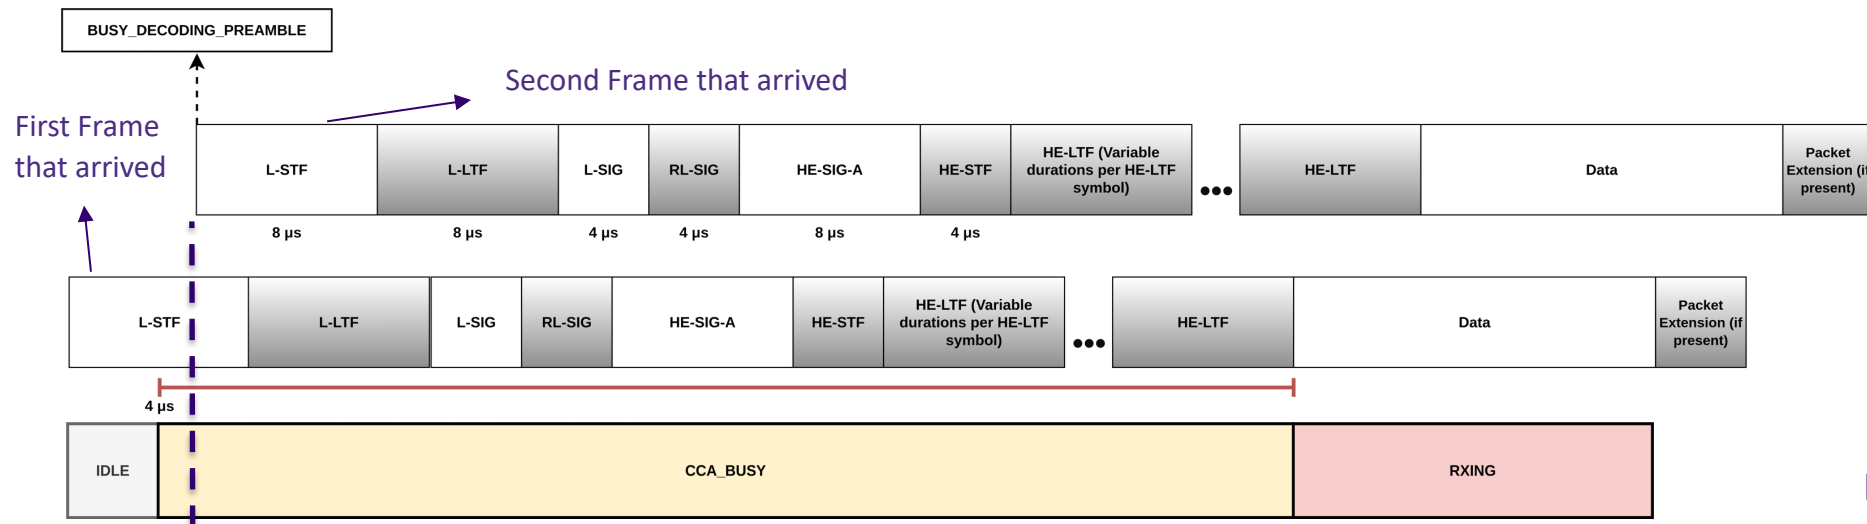 BUSY_DECODING_PREAMBLE
Second Frame that arrived
First Frame
that arrived
L-STF
L-LTF
L-SIG
RL-SIG
HE-SIG-A
HE-STF
HE-LTF (Variable
durations per HE-LTF
symbol)
HE-LTF
Data
Packet
Extension (if
present)
8 µs
8 µs
4 µs
4 µs
8 µs
4 µs
L-STF
L-LTF
L-SIG
RL-SIG
HE-SIG-A
HE-STF
HE-LTF (Variable
durations per HE-LTF
symbol)
HE-LTF
Data
Packet
Extension (if
present)
4 µs
IDLE
CCA_BUSY
RXING